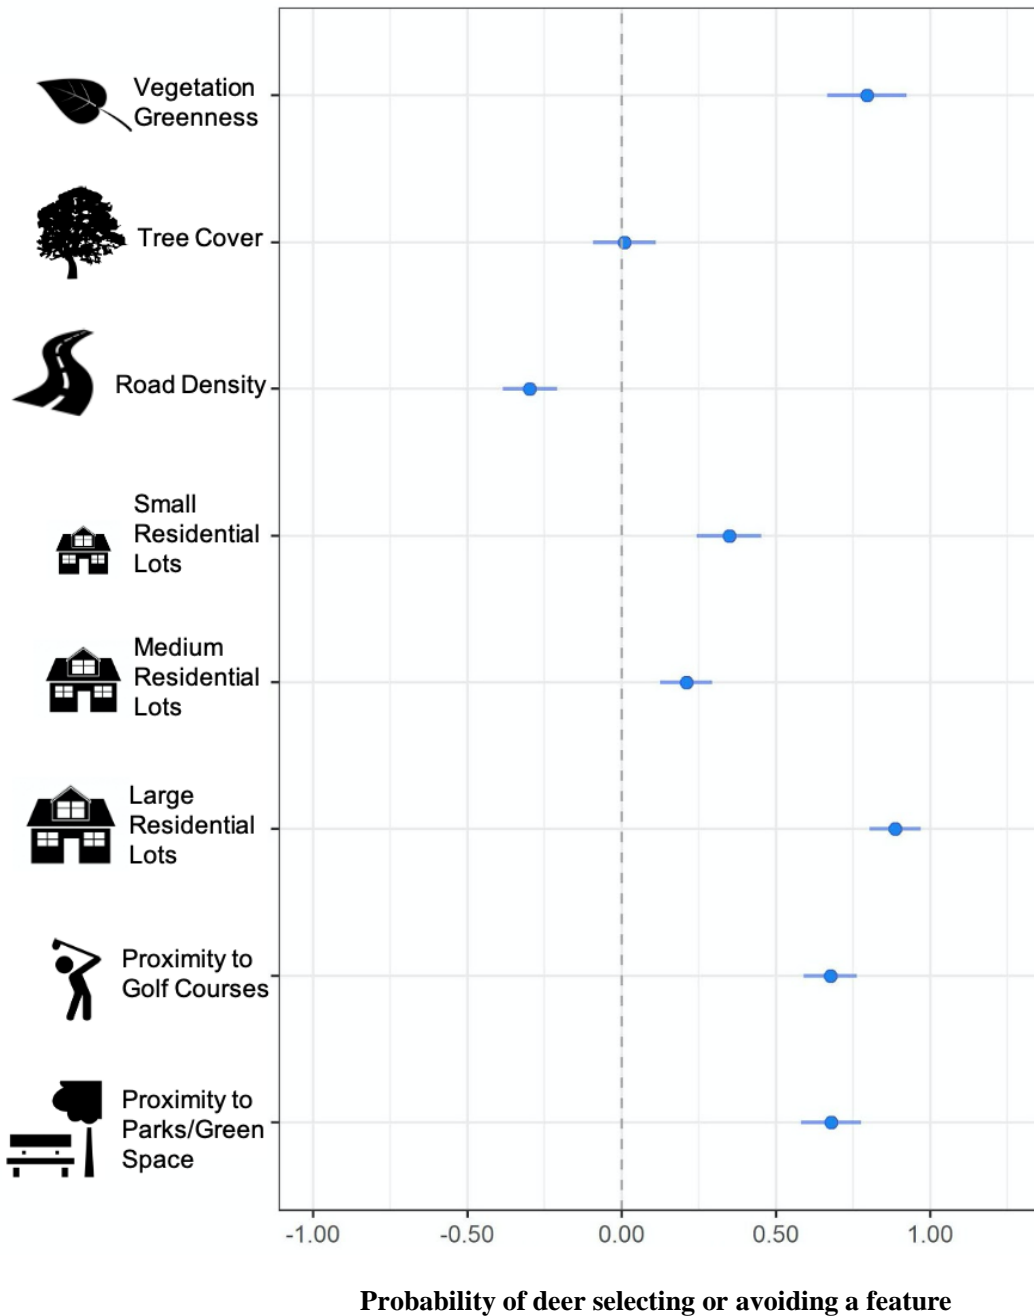 Vegetation
Greenness
Tree Cover
Road Density
Small
Residential
Lots
Medium
Residential
Lots
Large
Residential
Lots
Proximity to
Golf Courses
Proximity to
Parks/Green
Space
-1.00 -0.50 0.00 0.50 1.00
Probability of deer selecting or avoiding a feature